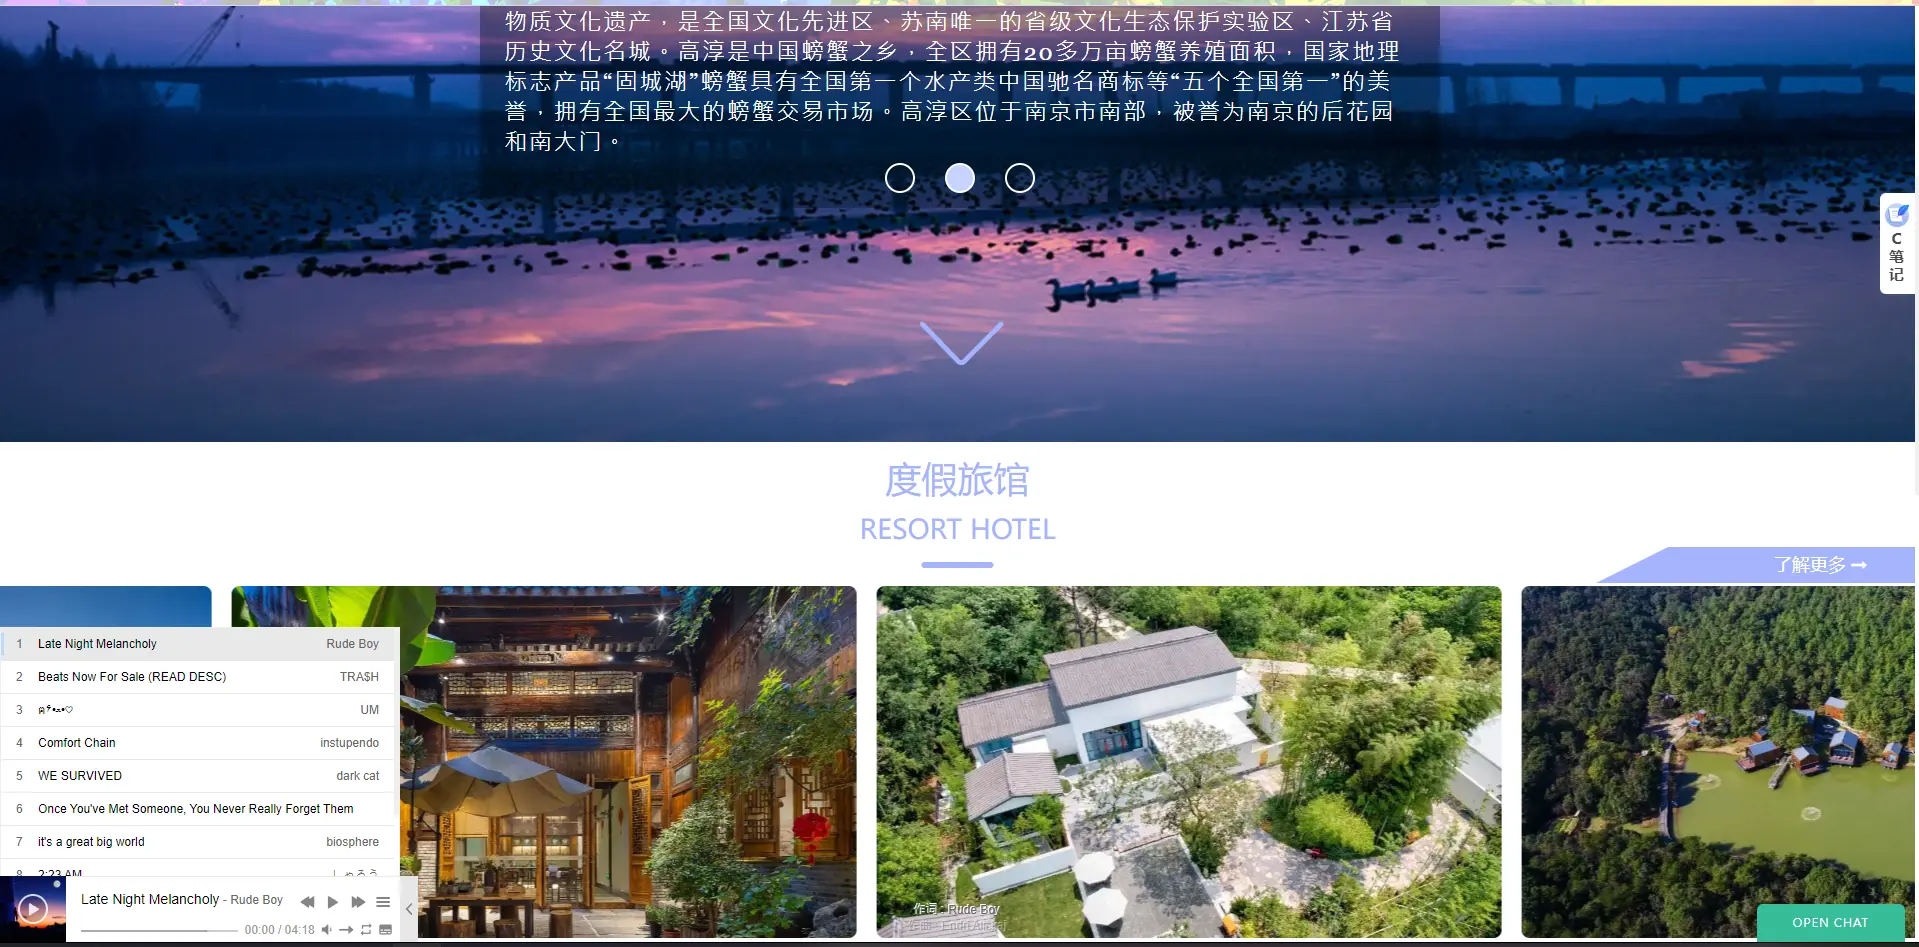 物质文化遗产，是全国文化先进区、苏南唯一的省级文化生态保护实验区、江苏省
历史文化名城。高淳是中国螃蟹之乡，全区拥有20多万亩螃蟹养殖面积，国家地理
标志产品“固城湖”螃蟹具有全国第一个水产类中国驰名商标等“五个全国第一”的美
誉，拥有全国最大的螃蟹交易市场。高淳区位于南京市南部，被誉为南京的后花园
和南大门。
C
笔
记
度假旅馆
RESORT HOTEL
了解更多
1 Late Night Melancholy Rude Boy
2 Beats Now For Sale (READ DESC) TRA$H
3 UM
4 Comfort Chain instupendo
5 WE SURVIVED dark cat
6 Once You've Met Someone, You Never Really Forget Them
7 it's a great big world biosphere
8 2:23 AM しゃろう
Late Night Melancholy - Rude Boy
00:00 / 04:18
作词 : Rude Boy
OPEN CHAT